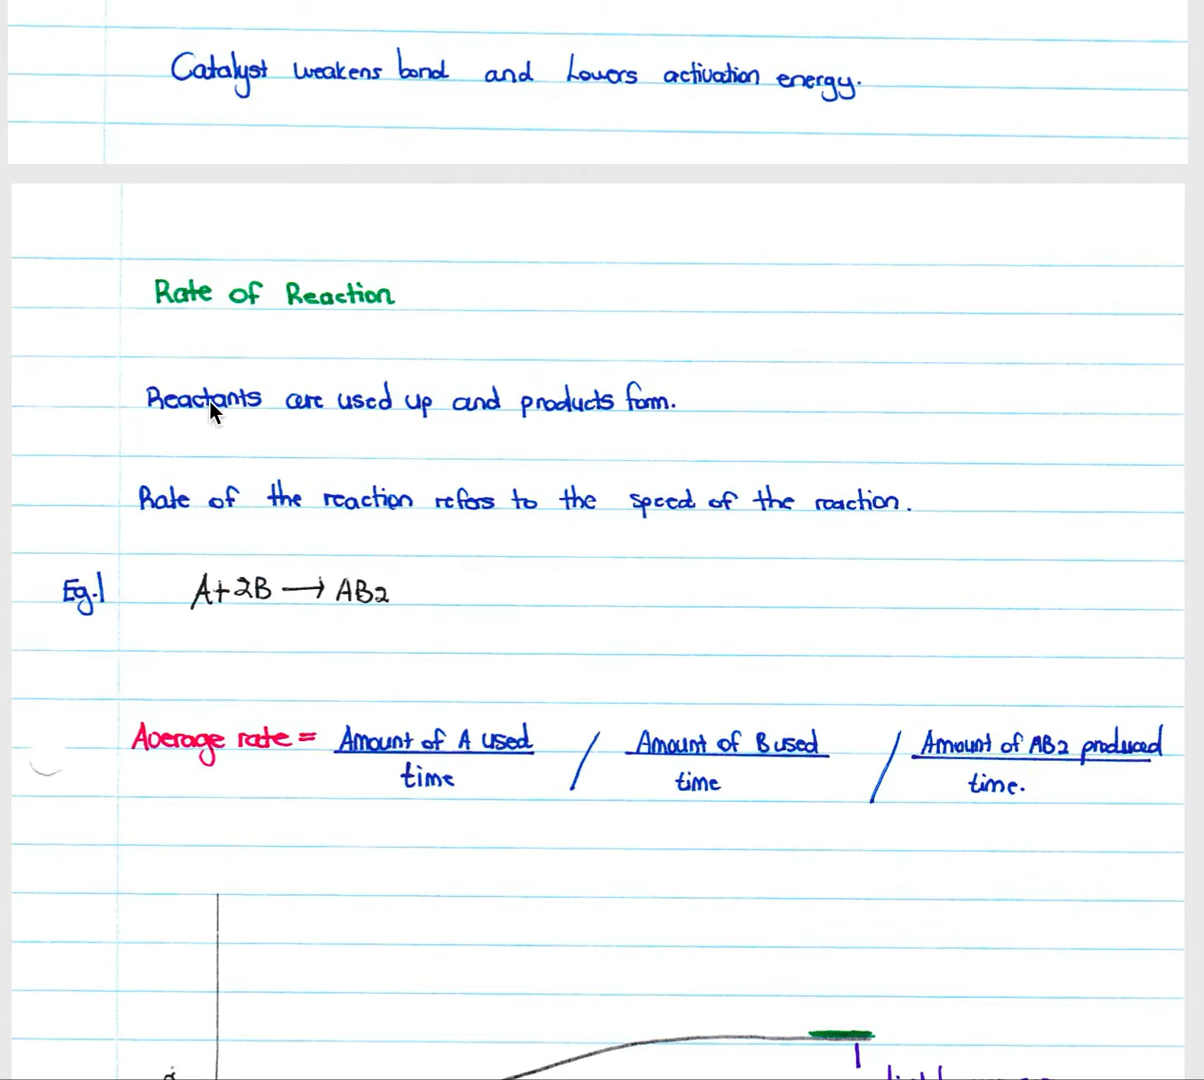 Catalyst weakens bond and Lowers activation energy.
Rate of Reaction
Reactants are used up and products form.
Rate of the reaction refers to the speed of the reaction.
Eg.1 A+2B → AB2
Average rate = Amount of A used / Amount of B used / Amount of AB2 produced
time time time.